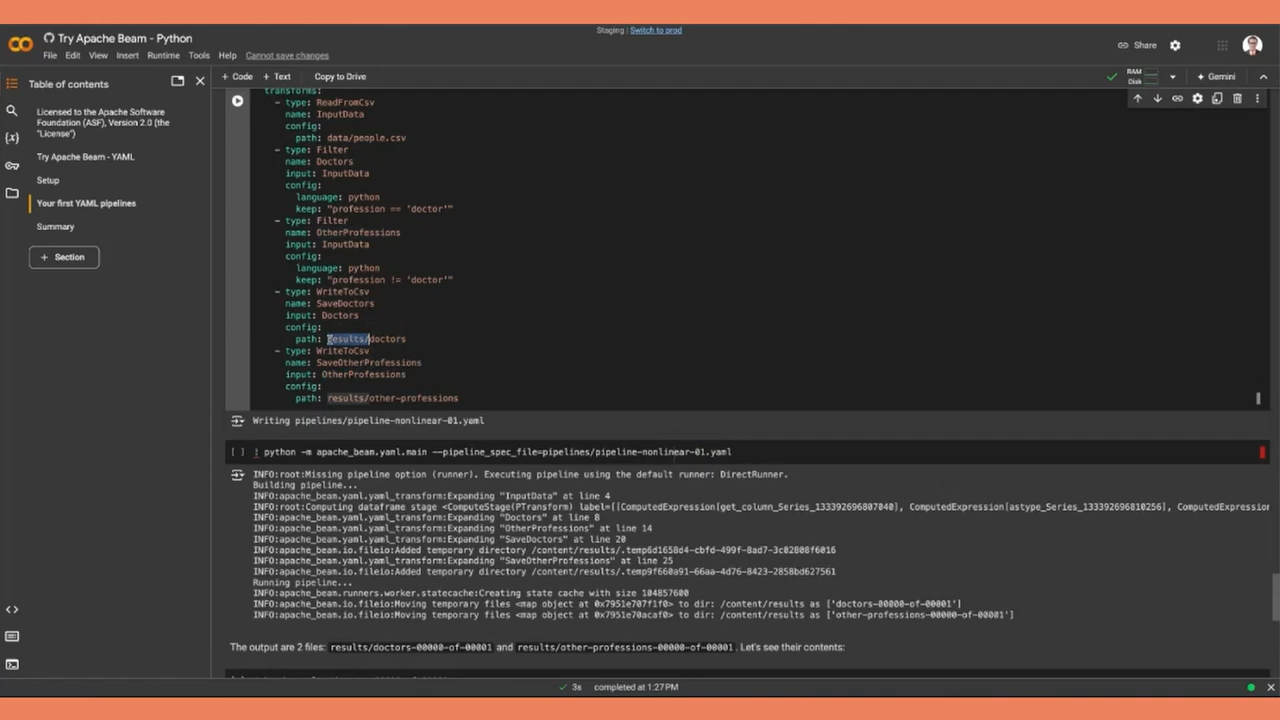 Staging | Switch to prod
Try Apache Beam - Python
File Edit View Insert Runtime Tools Help Cannot save changes
Share
Table of contents
+ Code + Text Copy to Drive
RAM
Disk
Gemini
Licensed to the Apache Software
Foundation (ASF), Version 2.0 (the
"License")
Try Apache Beam - YAML
Setup
Your first YAML pipelines
Summary
+ Section
transforms:
- type: ReadFromCsv
name: InputData
config:
path: data/people.csv
- type: Filter
name: Doctors
input: InputData
config:
language: python
keep: "profession == 'doctor'"
- type: Filter
name: OtherProfessions
input: InputData
config:
language: python
keep: "profession != 'doctor'"
- type: WriteToCsv
name: SaveDoctors
input: Doctors
config:
path: results/doctors
- type: WriteToCsv
name: SaveOtherProfessions
input: OtherProfessions
config:
path: results/other-professions
Writing pipelines/pipeline-nonlinear-01.yaml
[ ] ! python -m apache_beam.yaml.main --pipeline_spec_file=pipelines/pipeline-nonlinear-01.yaml
INFO:root:Missing pipeline option (runner). Executing pipeline using the default runner: DirectRunner.
Building pipeline...
INFO:apache_beam.yaml.yaml_transform:Expanding "InputData" at line 4
INFO:root:Computing dataframe stage <ComputeStage(PTransform) label=[[ComputedExpression[get_column_Series_133392696807040], ComputedExpression[astype_Series_133392696810256], ComputedExpression
INFO:apache_beam.yaml.yaml_transform:Expanding "Doctors" at line 8
INFO:apache_beam.yaml.yaml_transform:Expanding "OtherProfessions" at line 14
INFO:apache_beam.yaml.yaml_transform:Expanding "SaveDoctors" at line 20
INFO:apache_beam.io.fileio:Added temporary directory /content/results/.temp6d1658d4-cbfd-499f-8ad7-3c02808f6016
INFO:apache_beam.yaml.yaml_transform:Expanding "SaveOtherProfessions" at line 25
INFO:apache_beam.io.fileio:Added temporary directory /content/results/.temp9f660a91-66aa-4d76-8423-2858bd627561
Running pipeline...
INFO:apache_beam.runners.worker.statecache:Creating state cache with size 104857600
INFO:apache_beam.io.fileio:Moving temporary files <map object at 0x7951e707f1f0> to dir: /content/results as ['doctors-00000-of-00001']
INFO:apache_beam.io.fileio:Moving temporary files <map object at 0x7951e70acaf0> to dir: /content/results as ['other-professions-00000-of-00001']
The output are 2 files: results/doctors-00000-of-00001 and results/other-professions-00000-of-00001. Let's see their contents:
3s completed at 1:27PM